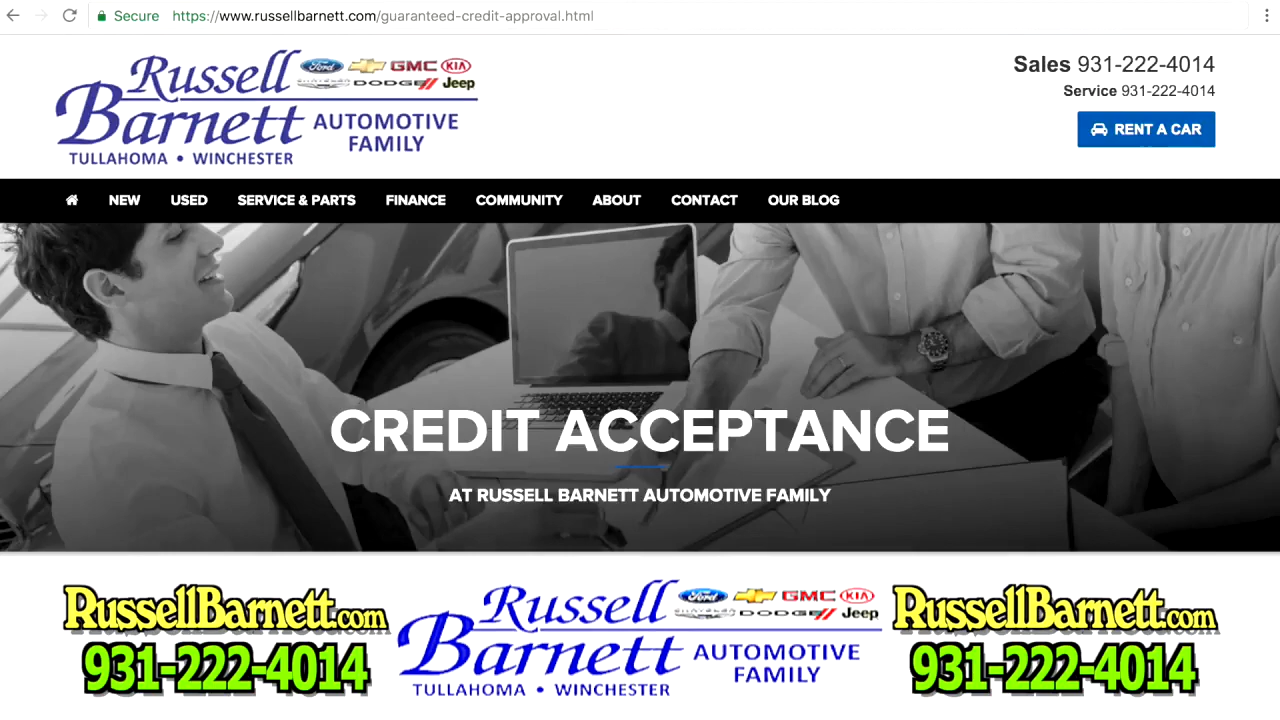 Secure https://www.russellbarnett.com/guaranteed-credit-approval.html
Russell
Barnett
Ford CHEVROLET GMC KIA
CHRYSLER DODGE Jeep
AUTOMOTIVE
FAMILY
TULLAHOMA • WINCHESTER
Sales 931-222-4014
Service 931-222-4014
RENT A CAR
NEW USED SERVICE & PARTS FINANCE COMMUNITY ABOUT CONTACT OUR BLOG
CREDIT ACCEPTANCE
AT RUSSELL BARNETT AUTOMOTIVE FAMILY
RussellBarnett.com
931-222-4014
Russell
Barnett
Ford GMC KIA
CHRYSLER DODGE Jeep
AUTOMOTIVE
FAMILY
TULLAHOMA • WINCHESTER
RussellBarnett.com
931-222-4014